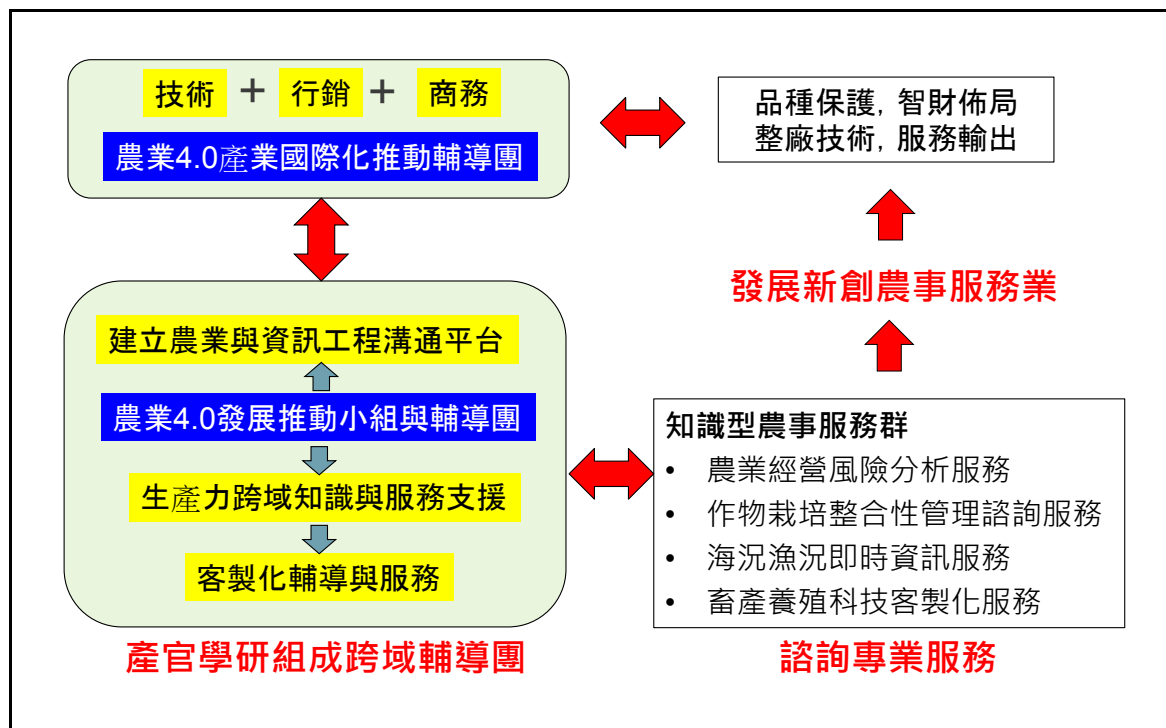 技術 + 行銷 + 商務
農業4.0產業國際化推動輔導團
品種保護, 智財佈局
整廠技術, 服務輸出
發展新創農事服務業
建立農業與資訊工程溝通平台
農業4.0發展推動小組與輔導團
生產力跨域知識與服務支援
客製化輔導與服務
產官學研組成跨域輔導團
知識型農事服務群
• 農業經營風險分析服務
• 作物栽培整合性管理諮詢服務
• 海況漁況即時資訊服務
• 畜產養殖科技客製化服務
諮詢專業服務